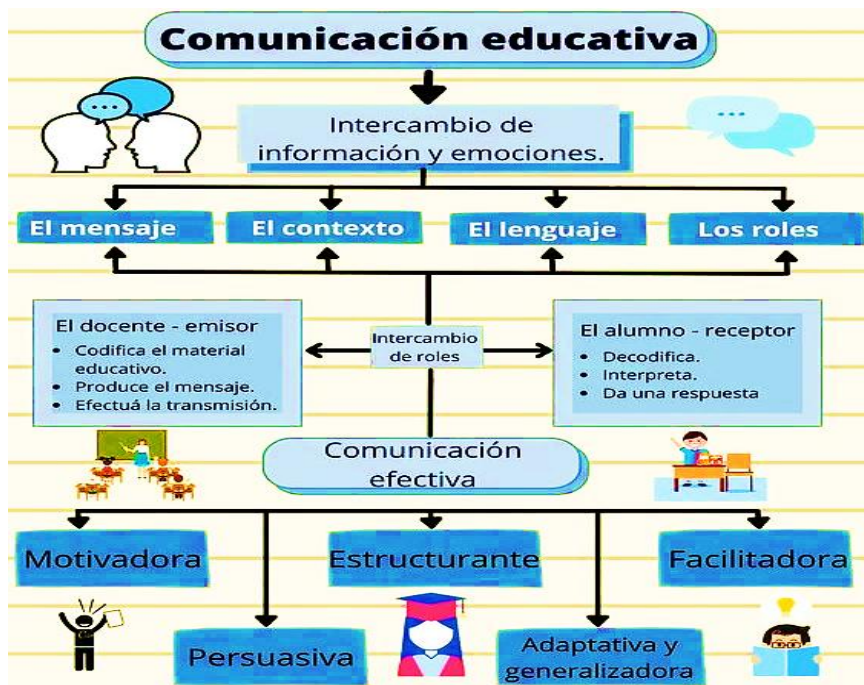 Comunicación educativa
Intercambio de
información y emociones.
El mensaje
El contexto
El lenguaje
Los roles
El docente - emisor
• Codifica el material
educativo.
• Produce el mensaje.
• Efectuá la transmisión.
Intercambio
de roles
El alumno - receptor
• Decodifica.
• Interpreta.
• Da una respuesta
Comunicación
efectiva
Motivadora
Estructurante
Facilitadora
Persuasiva
Adaptativa y
generalizadora